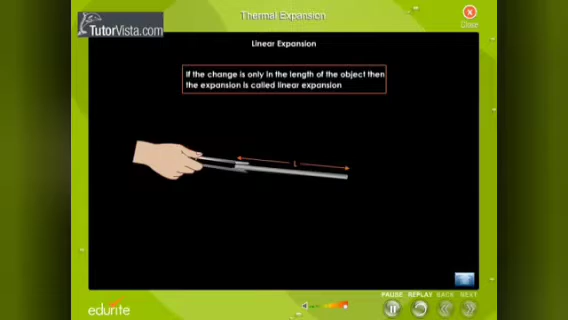 Thermal Expansion
Close
TutorVista.com
Linear Expansion
If the change is only in the length of the object then
the expansion is called linear expansion
L
PAUSE REPLAY BACK NEXT
edurite